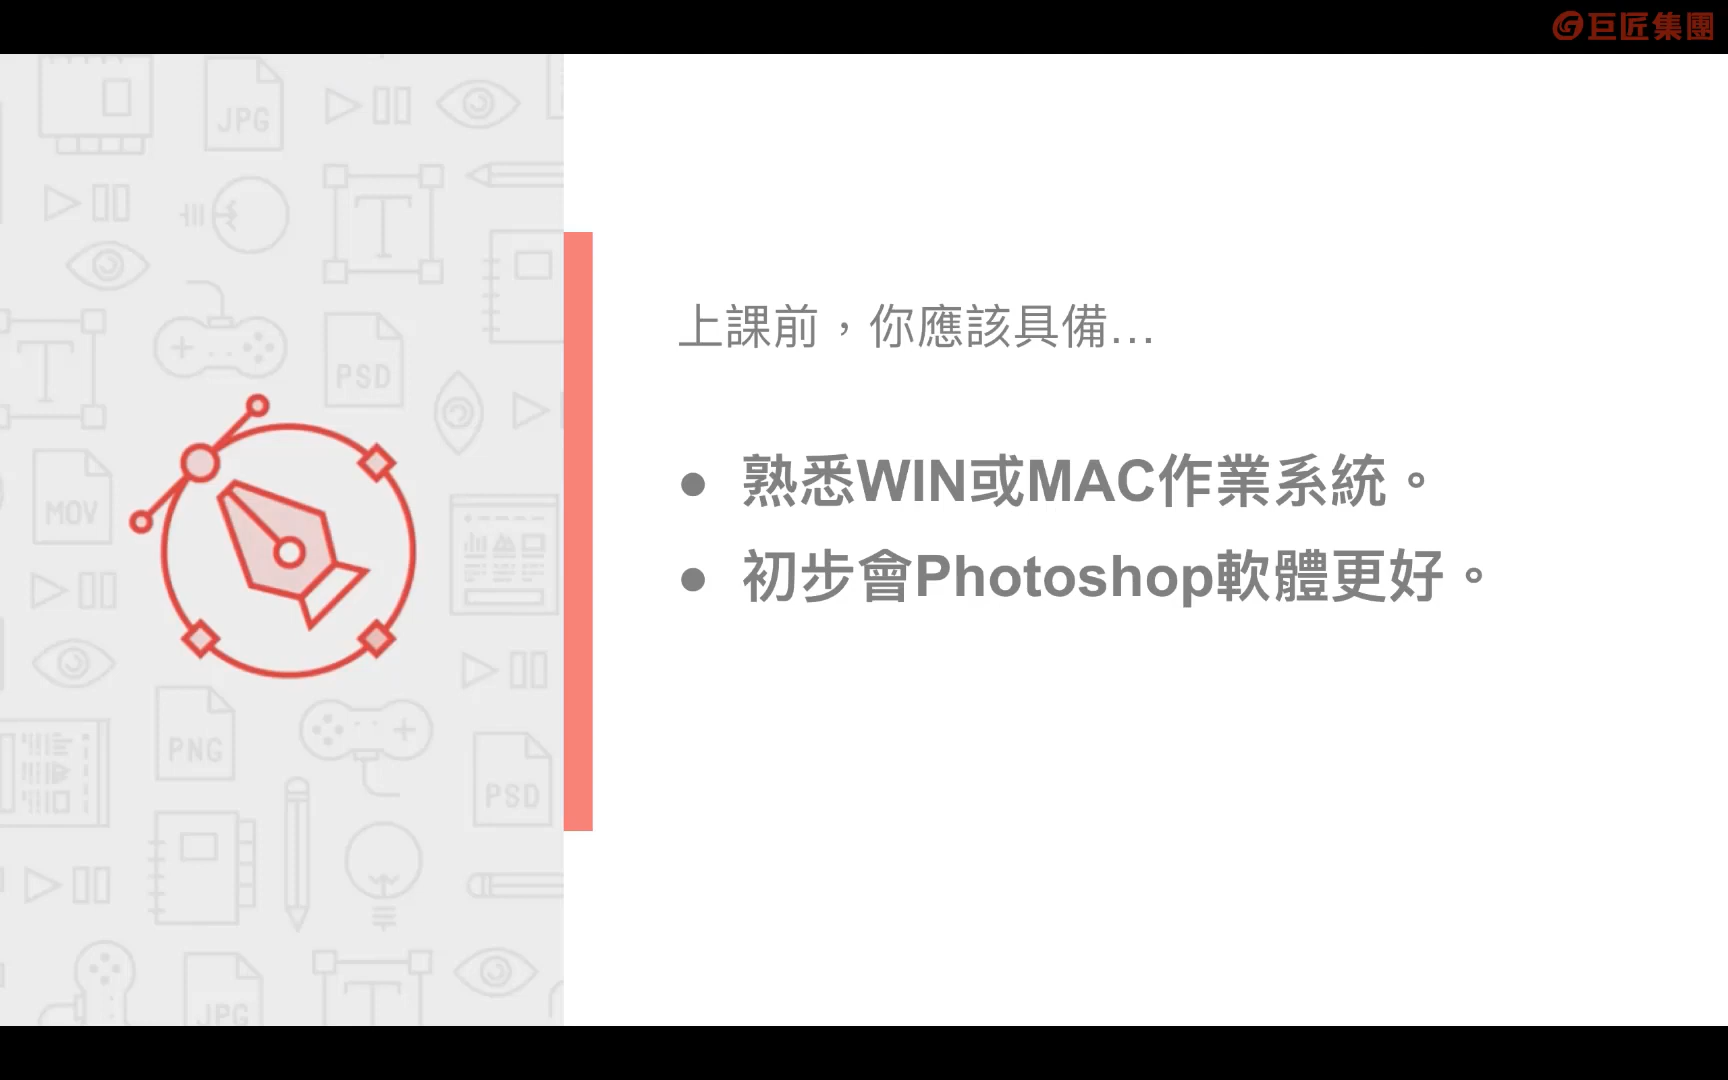 巨匠集團
JPG
T
T
PSD
MOV
PNG
PSD
JPG
T
上課前，你應該具備…
● 熟悉WIN或MAC作業系統。
● 初步會Photoshop軟體更好。